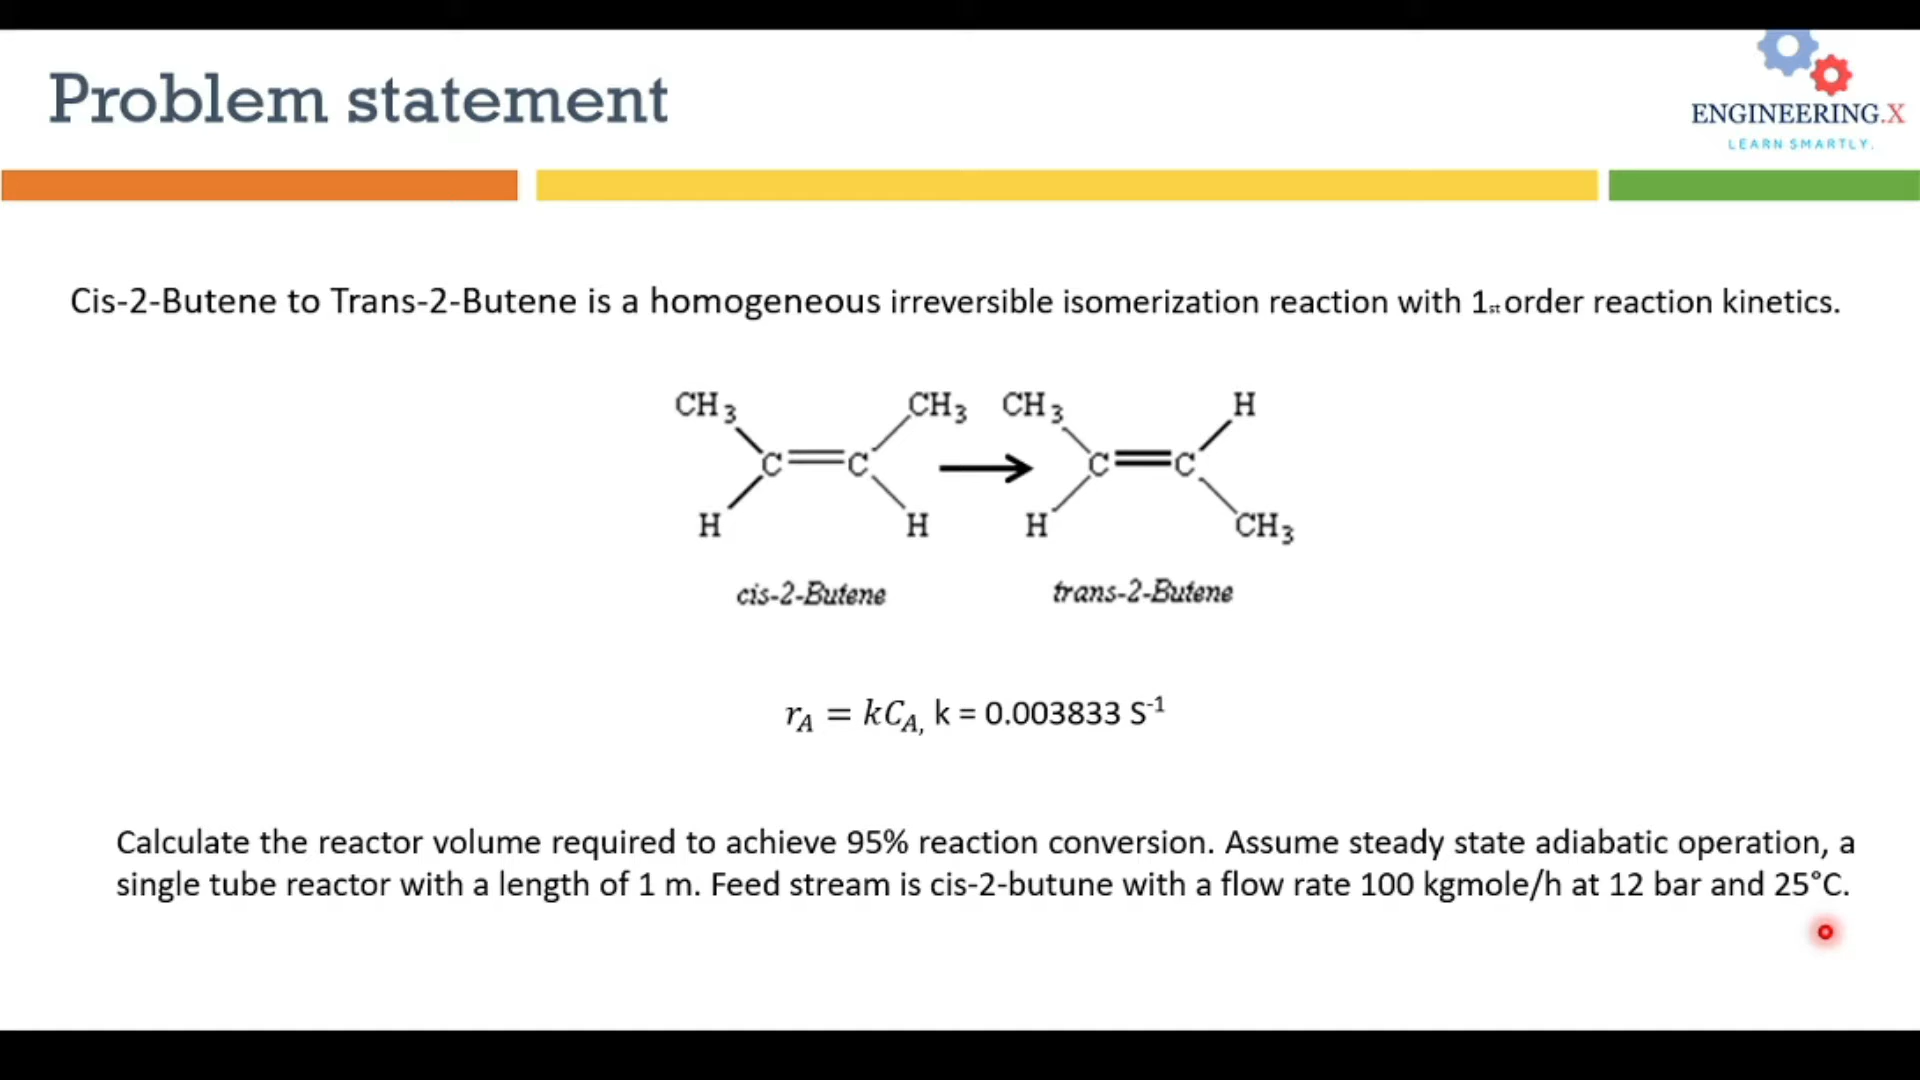 Problem statement
ENGINEERING.X
LEARN SMARTLY.
Cis-2-Butene to Trans-2-Butene is a homogeneous irreversible isomerization reaction with 1st order reaction kinetics.
CH3 CH3 CH3 H
C C C C
H H H CH3
cis-2-Butene trans-2-Butene
rA = kCA, k = 0.003833 S-1
Calculate the reactor volume required to achieve 95% reaction conversion. Assume steady state adiabatic operation, a
single tube reactor with a length of 1 m. Feed stream is cis-2-butune with a flow rate 100 kgmole/h at 12 bar and 25°C.